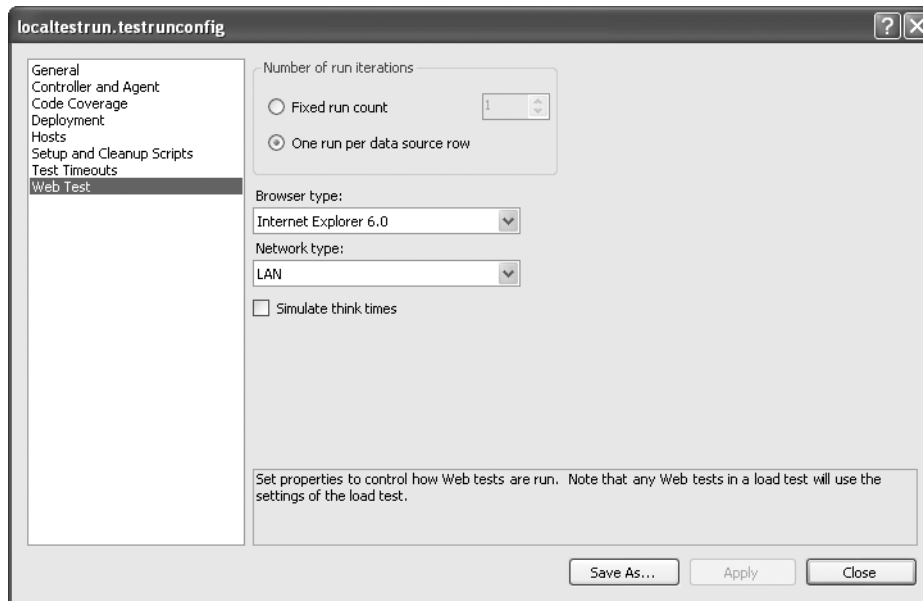 localtestrun.testrunconfig
General
Controller and Agent
Code Coverage
Deployment
Hosts
Setup and Cleanup Scripts
Test Timeouts
Web Test
Number of run iterations
Fixed run count
1
One run per data source row
Browser type:
Internet Explorer 6.0
Network type:
LAN
Simulate think times
Set properties to control how Web tests are run. Note that any Web tests in a load test will use the
settings of the load test.
Save As...
Apply
Close